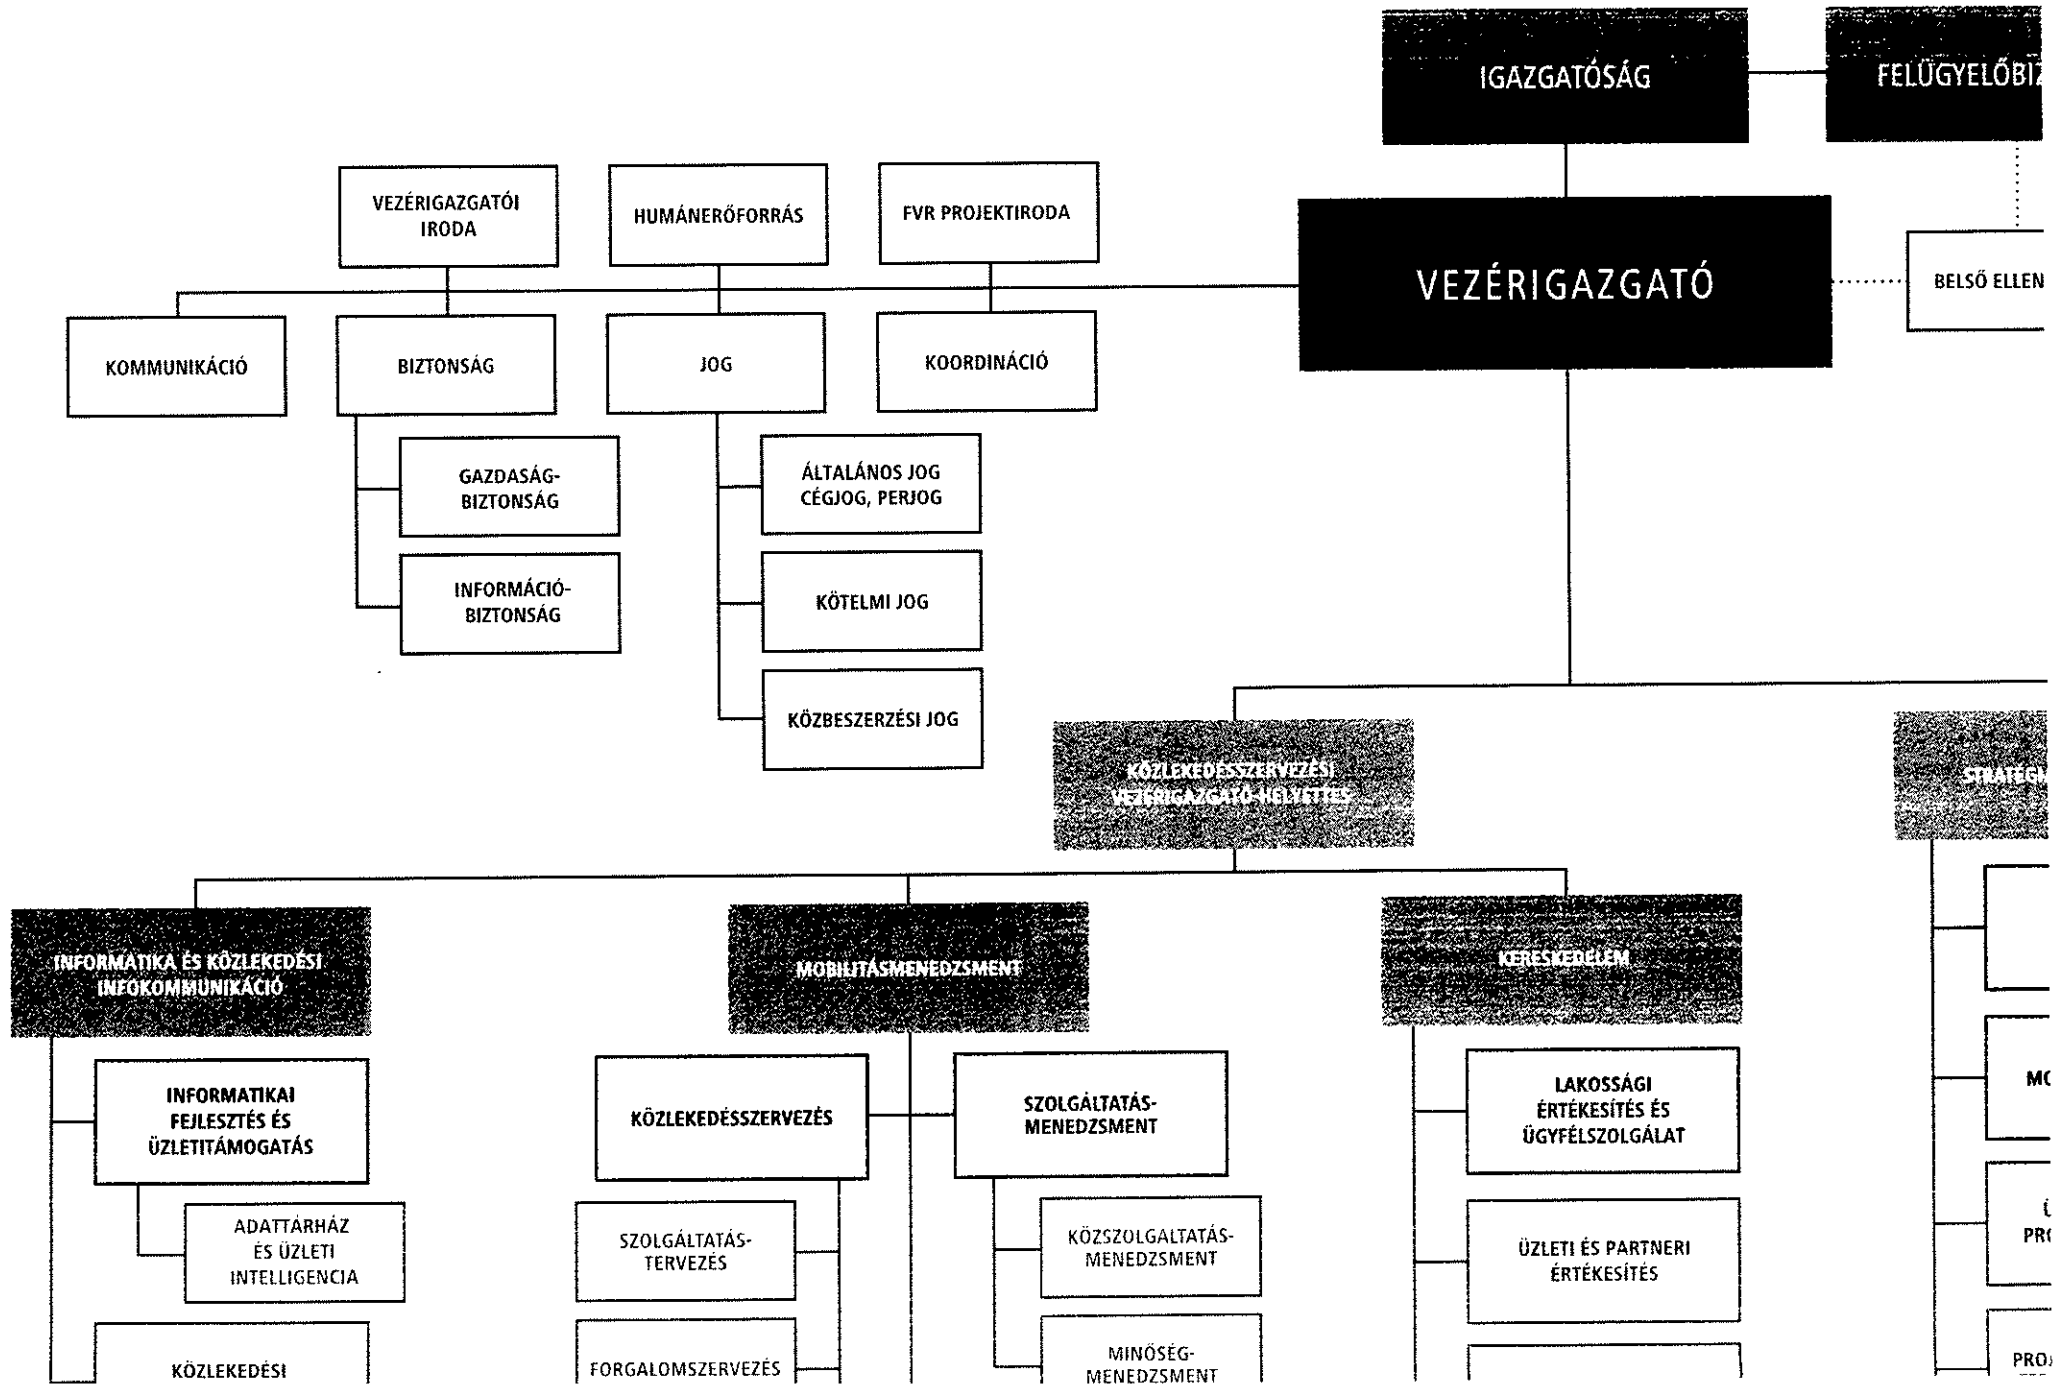 IGAZGATÓSÁG
FELÜGYELŐBIZ
VEZÉRIGAZGATÓI
IRODA
HUMÁNERŐFORRÁS
FVR PROJEKTIRODA
VEZÉRIGAZGATÓ
BELSŐ ELLEN
KOMMUNIKÁCIÓ
BIZTONSÁG
JOG
KOORDINÁCIÓ
GAZDASÁG-
BIZTONSÁG
ÁLTALÁNOS JOG
CÉGJOG, PERJOG
INFORMÁCIÓ-
BIZTONSÁG
KÖTELMI JOG
KÖZBESZERZÉSI JOG
KÖZLEKEDÉSSZERVEZÉSI
VEZÉRIGAZGATÓ-HELYETTES
INFORMATIKA ÉS KÖZLEKEDÉSI
INFOKOMMUNIKÁCIÓ
MOBILITÁSMENEDZSMENT
KERESKEDELEM
INFORMATIKAI
FEJLESZTÉS ÉS
ÜZLETITÁMOGATÁS
KÖZLEKEDÉSSZERVEZÉS
SZOLGÁLTATÁS-
MENEDZSMENT
LAKOSSÁGI
ÉRTÉKESÍTÉS ÉS
ÜGYFÉLSZOLGÁLAT
MO
ADATTÁRHÁZ
ÉS ÜZLETI
INTELLIGENCIA
SZOLGÁLTATÁS-
TERVEZÉS
KÖZSZOLGALTATÁS-
MENEDZSMENT
ÜZLETI ÉS PARTNERI
ÉRTÉKESÍTÉS
KÖZLEKEDÉSI
FORGALOMSZERVEZÉS
MINŐSÉG-
MENEDZSMENT